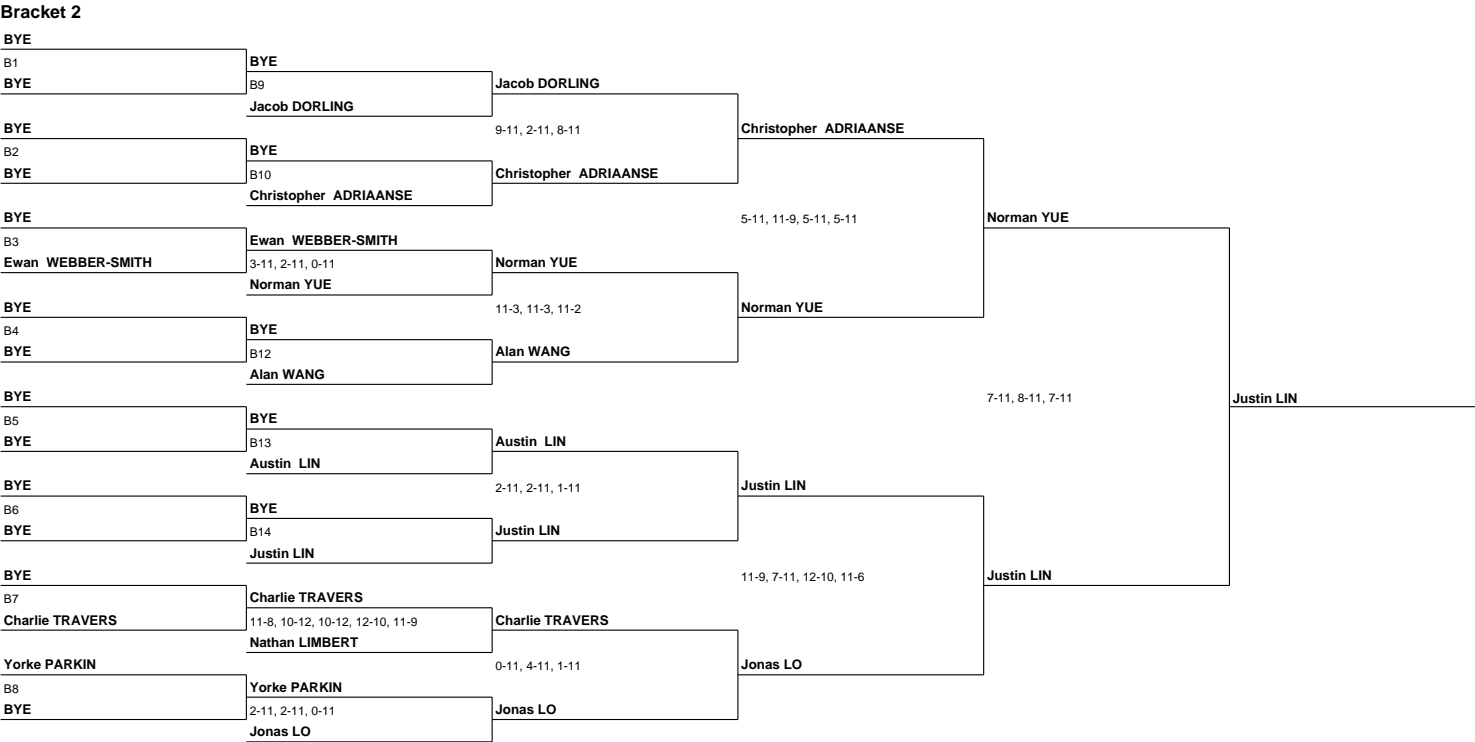 Bracket 2
BYE
B1
BYE
BYE
B2
BYE
BYE
B3
Ewan WEBBER-SMITH
BYE
B4
BYE
BYE
B5
BYE
BYE
B6
BYE
BYE
B7
Charlie TRAVERS
Yorke PARKIN
B8
BYE
BYE
B9
Jacob DORLING
BYE
B10
Christopher ADRIAANSE
Ewan WEBBER-SMITH
3-11, 2-11, 0-11
Norman YUE
BYE
B12
Alan WANG
BYE
B13
Austin LIN
BYE
B14
Justin LIN
Charlie TRAVERS
11-8, 10-12, 10-12, 12-10, 11-9
Nathan LIMBERT
Yorke PARKIN
2-11, 2-11, 0-11
Jonas LO
Jacob DORLING
9-11, 2-11, 8-11
Christopher ADRIAANSE
Norman YUE
11-3, 11-3, 11-2
Alan WANG
Austin LIN
2-11, 2-11, 1-11
Justin LIN
Charlie TRAVERS
0-11, 4-11, 1-11
Jonas LO
Christopher ADRIAANSE
5-11, 11-9, 5-11, 5-11
Norman YUE
Justin LIN
11-9, 7-11, 12-10, 11-6
Jonas LO
Norman YUE
7-11, 8-11, 7-11
Justin LIN
Justin LIN